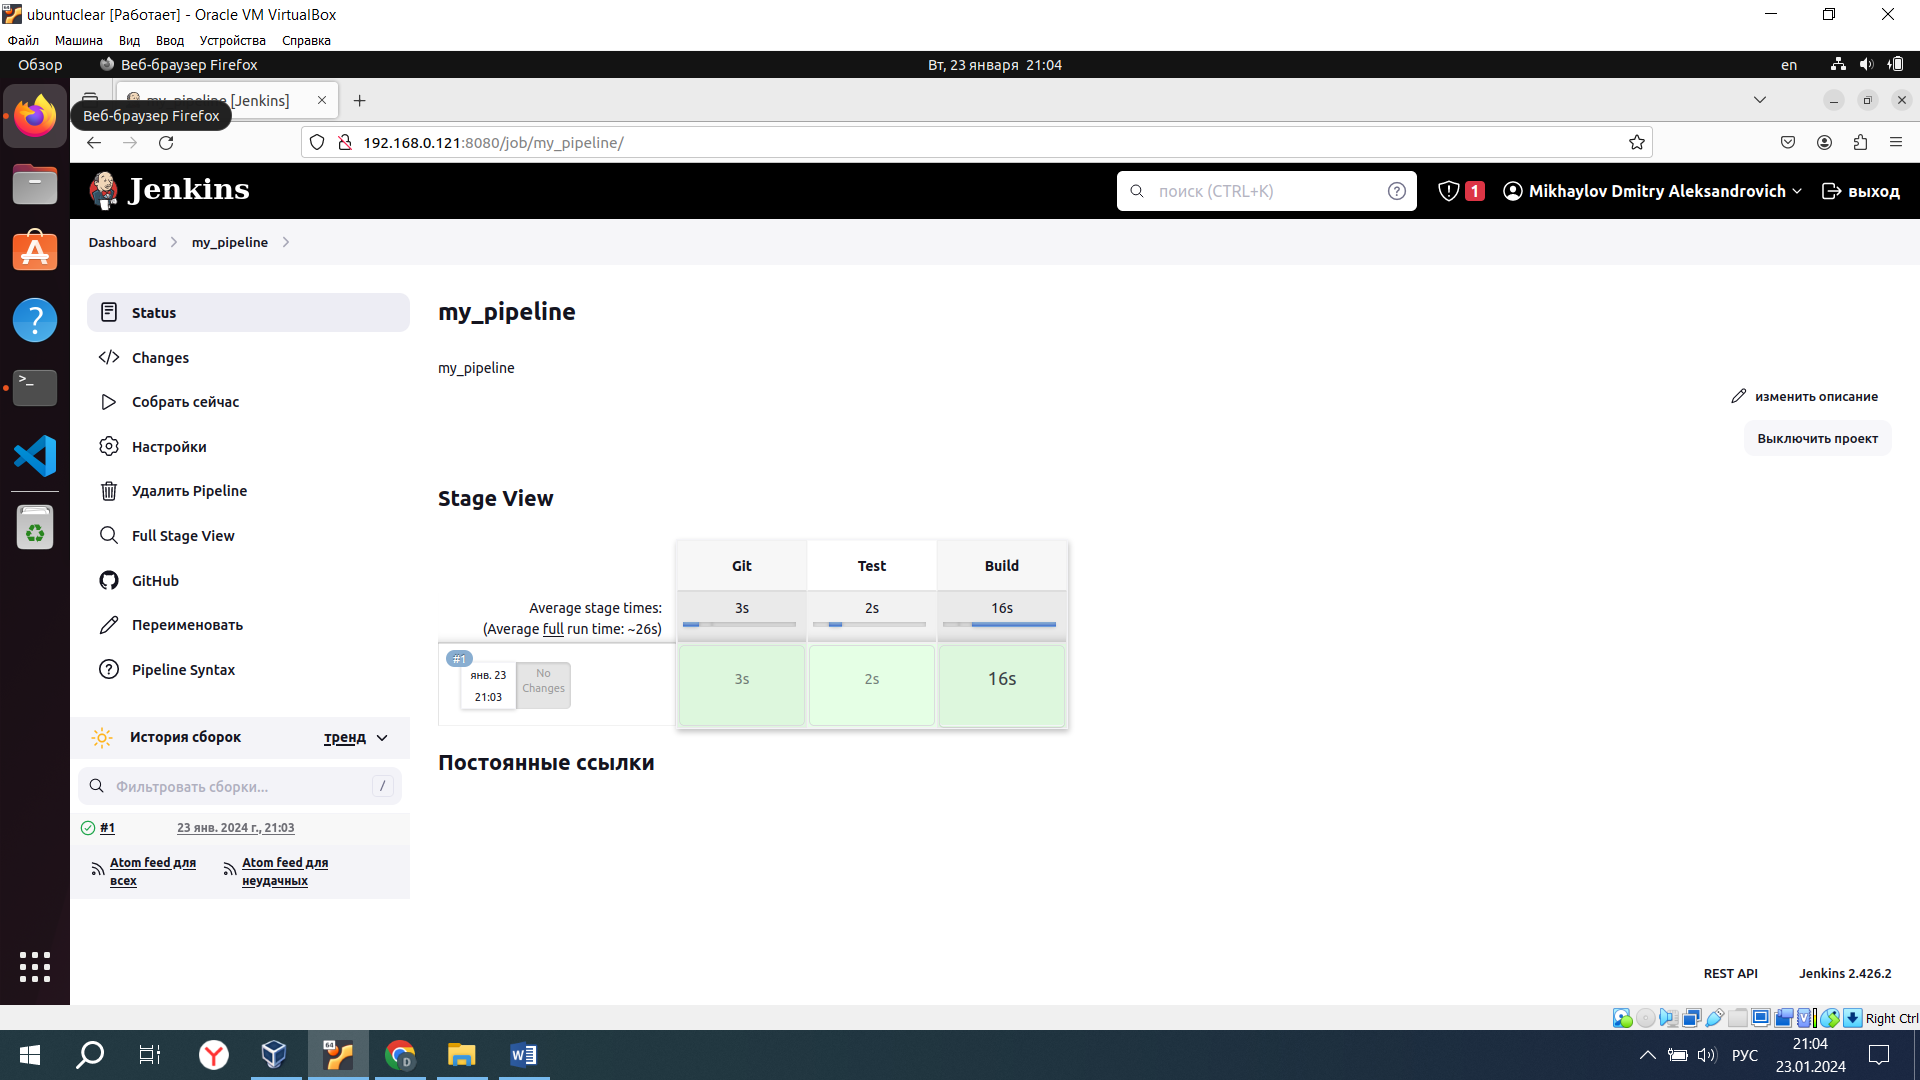 ubuntuclear [Работает] - Oracle VM VirtualBox
Файл Машина Вид Ввод Устройства Справка
Обзор Веб-браузер Firefox Вт, 23 января 21:04 en
[Jenkins]
Веб-браузер Firefox
192.168.0.121:8080/job/my_pipeline/
Jenkins поиск (CTRL+K) 1 Mikhaylov Dmitry Aleksandrovich выход
Dashboard my_pipeline
Status
Changes
Собрать сейчас
Настройки
Удалить Pipeline
Full Stage View
GitHub
Переименовать
Pipeline Syntax
История сборок тренд
Фильтровать сборки... /
#1 23 янв. 2024 г., 21:03
Atom feed для всех
Atom feed для неудачных
my_pipeline
my_pipeline
изменить описание
Выключить проект
Stage View
Git Test Build
Average stage times: 3s 2s 16s
(Average full run time: ~26s)
#1
янв. 23
21:03
No
Changes
3s 2s 16s
Постоянные ссылки
REST API Jenkins 2.426.2
Right Ctrl
64
D
РУС
21:04
23.01.2024